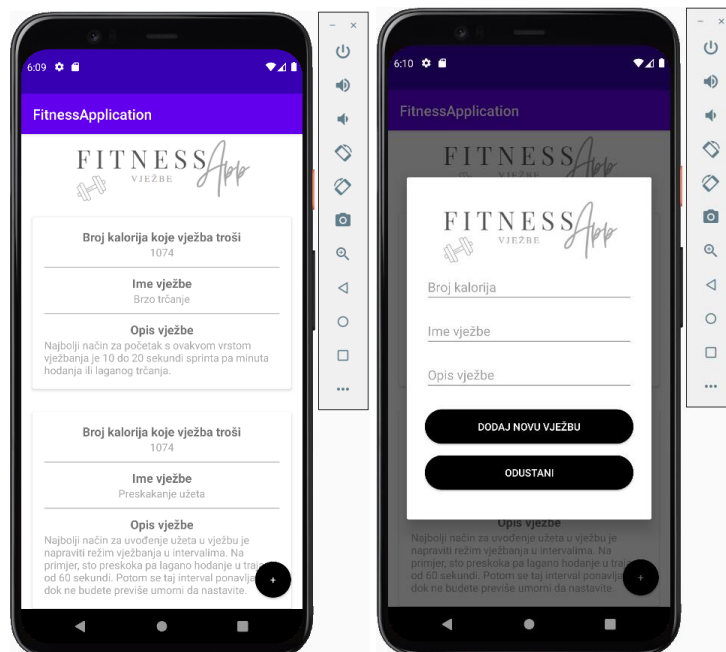 6:09
FitnessApplication
FITNESS App
VJEŽBE
Broj kalorija koje vježba troši
1074
Ime vježbe
Brzo trčanje
Opis vježbe
Najbolji način za početak s ovakvom vrstom
vježbanja je 10 do 20 sekundi sprinta pa minuta
hodanja ili laganog trčanja.
Broj kalorija koje vježba troši
1074
Ime vježbe
Preskakanje užeta
Opis vježbe
Najbolji način za uvođenje užeta u vježbu je
napraviti režim vježbanja u intervalima. Na
primjer, sto preskoka pa lagano hodanje u
od 60 sekundi. Potom se taj interval
dok ne budete previše umorni da nastavite.
+
6:10
FitnessApplication
FITNESS App
FITNESS App
VJEŽBE
Broj kalorija
Ime vježbe
Opis vježbe
DODAJ NOVU VJEŽBU
ODUSTANI
Opis vježbe
Najbolji način za uvođenje užeta u vježbu je
napraviti režim vježbanja u intervalima. Na
primjer, sto preskoka pa lagano hodanje u
od 60 sekundi. Potom se taj interval
dok ne budete previše umorni da nastavite.
+